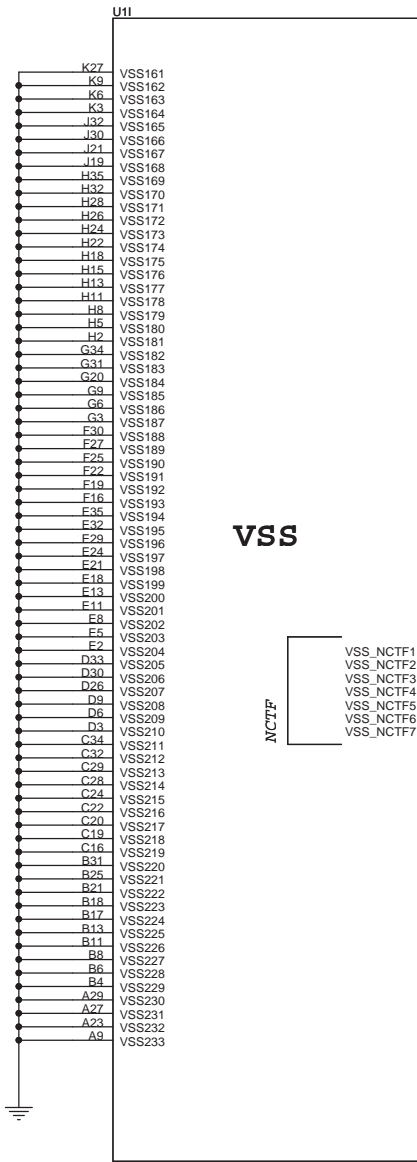 U1I
K27 VSS161
K9 VSS162
K6 VSS163
K3 VSS164
J32 VSS165
J30 VSS166
J21 VSS167
J19 VSS168
H35 VSS169
H32 VSS170
H28 VSS171
H26 VSS172
H24 VSS173
H22 VSS174
H18 VSS175
H15 VSS176
H13 VSS177
H11 VSS178
H8 VSS179
H5 VSS180
H2 VSS181
G34 VSS182
G31 VSS183
G20 VSS184
G9 VSS185
G6 VSS186
G3 VSS187
F30 VSS188
F27 VSS189
F25 VSS190
F22 VSS191
F19 VSS192
F16 VSS193
E35 VSS194
E32 VSS195
E29 VSS196
E24 VSS197
E21 VSS198
E18 VSS199
E13 VSS200
E11 VSS201
E8 VSS202
E5 VSS203
E2 VSS204
D33 VSS205
D30 VSS206
D26 VSS207
D9 VSS208
D6 VSS209
D3 VSS210
C34 VSS211
C32 VSS212
C29 VSS213
C28 VSS214
C24 VSS215
C22 VSS216
C20 VSS217
C19 VSS218
C16 VSS219
B31 VSS220
B25 VSS221
B21 VSS222
B18 VSS223
B17 VSS224
B13 VSS225
B11 VSS226
B8 VSS227
B6 VSS228
B4 VSS229
A29 VSS230
A27 VSS231
A23 VSS232
A9 VSS233
VSS
NCTF
VSS_NCTF1
VSS_NCTF2
VSS_NCTF3
VSS_NCTF4
VSS_NCTF5
VSS_NCTF6
VSS_NCTF7